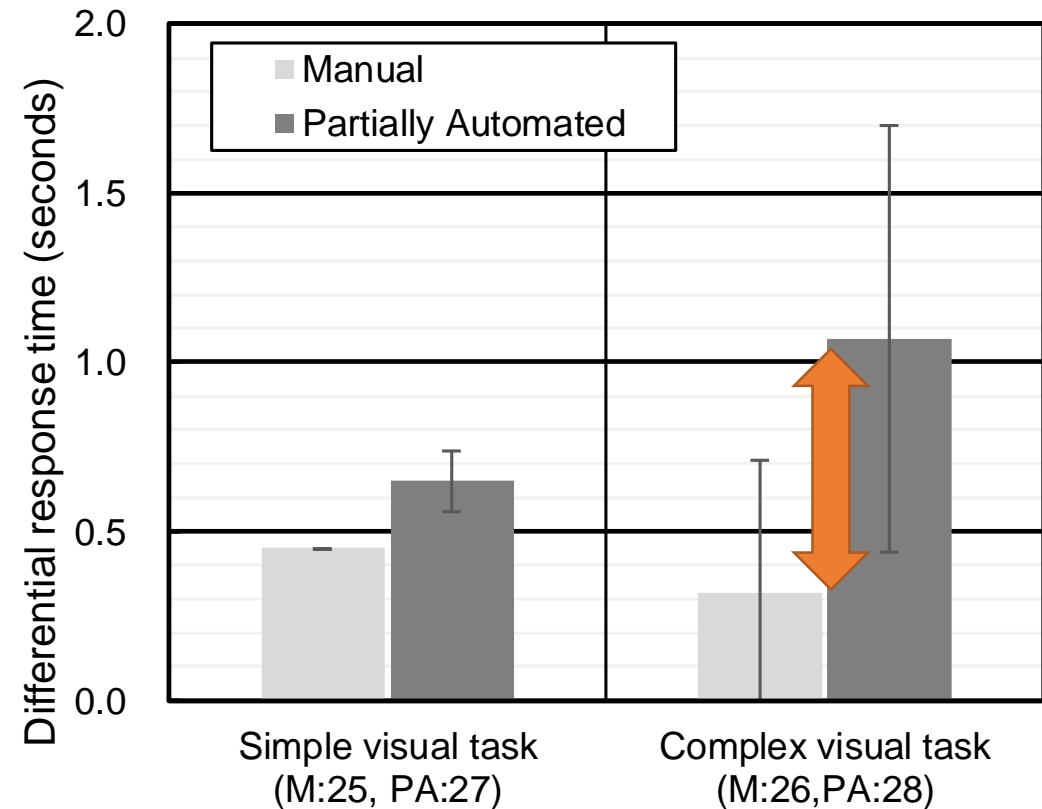 Differential response time (seconds)
2.0
1.5
1.0
0.5
0.0
Manual
Partially Automated
Simple visual task
(M:25, PA:27)
Complex visual task
(M:26,PA:28)